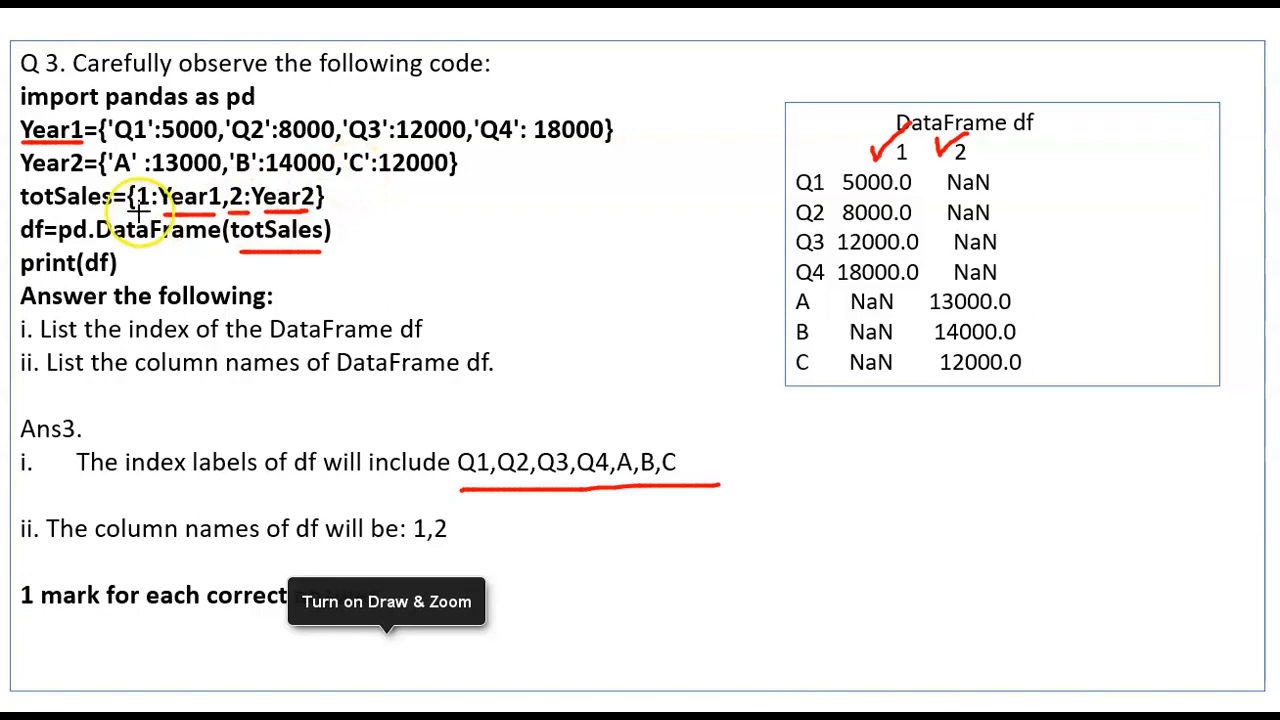 Q 3. Carefully observe the following code:
import pandas as pd
Year1={'Q1':5000,'Q2':8000,'Q3':12000,'Q4': 18000}
Year2={'A' :13000,'B':14000,'C':12000}
totSales={1:Year1,2:Year2}
df=pd.DataFrame(totSales)
print(df)
Answer the following:
i. List the index of the DataFrame df
ii. List the column names of DataFrame df.
Ans3.
i. The index labels of df will include Q1,Q2,Q3,Q4,A,B,C
ii. The column names of df will be: 1,2
1 mark for each correct
Turn on Draw & Zoom
DataFrame df
1 2
Q1 5000.0 NaN
Q2 8000.0 NaN
Q3 12000.0 NaN
Q4 18000.0 NaN
A NaN 13000.0
B NaN 14000.0
C NaN 12000.0